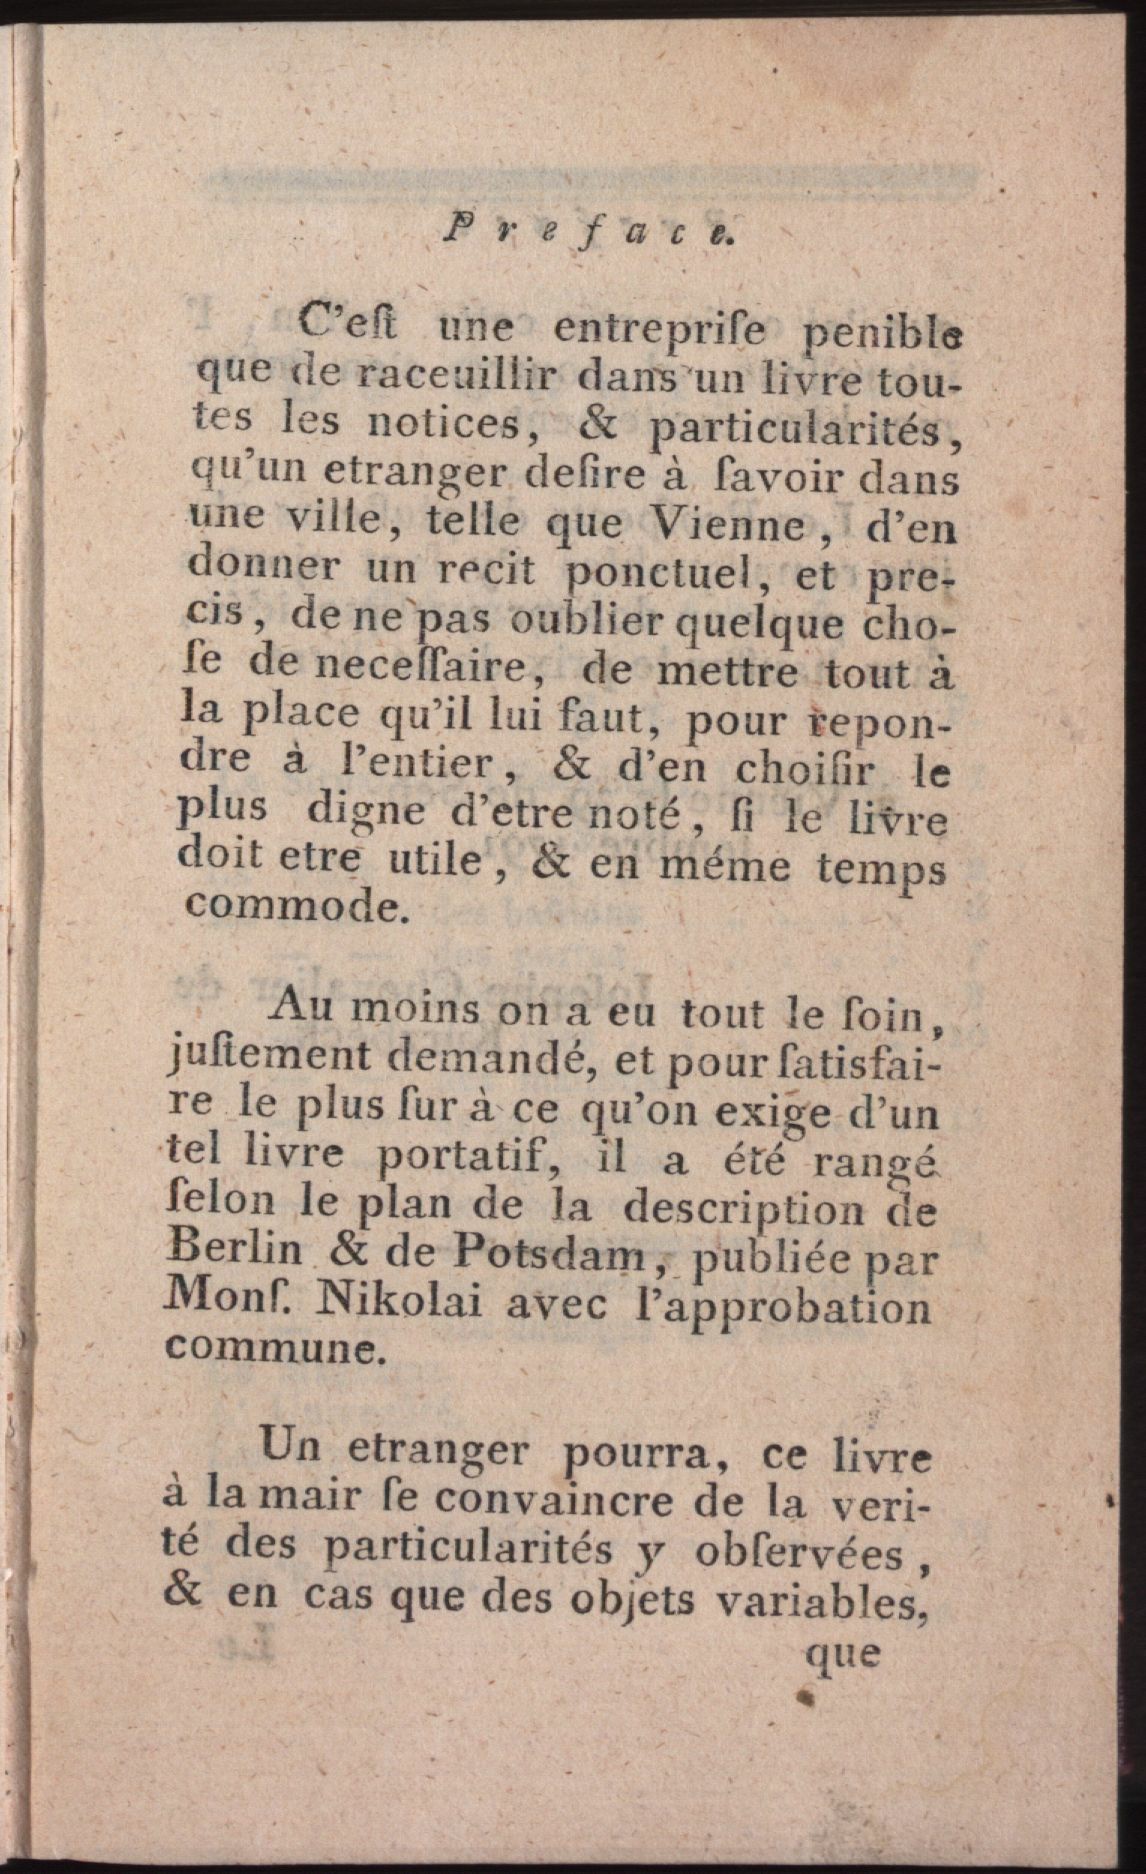 Preface.
C'eſt une entrepriſe penible
que de raceuillir dans un livre tou-
tes les notices, & particularités,
qu'un etranger deſire à ſavoir dans
une ville, telle que Vienne, d'en
donner un recit ponctuel, et pre-
cis, de ne pas oublier quelque cho-
ſe de neceſſaire, de mettre tout à
la place qu'il lui faut, pour repon-
dre à l'entier, & d'en choiſir le
plus digne d'etre noté, ſi le livre
doit etre utile, & en méme temps
commode.
Au moins on a eu tout le ſoin,
juſtement demandé, et pour ſatisfai-
re le plus ſur à ce qu'on exige d'un
tel livre portatif, il a été rangé
ſelon le plan de la description de
Berlin & de Potsdam, publiée par
Monſ. Nikolai avec l'approbation
commune.
Un etranger pourra, ce livre
à la mair ſe convaincre de la veri-
té des particularités y obſervées,
& en cas que des objets variables,
que